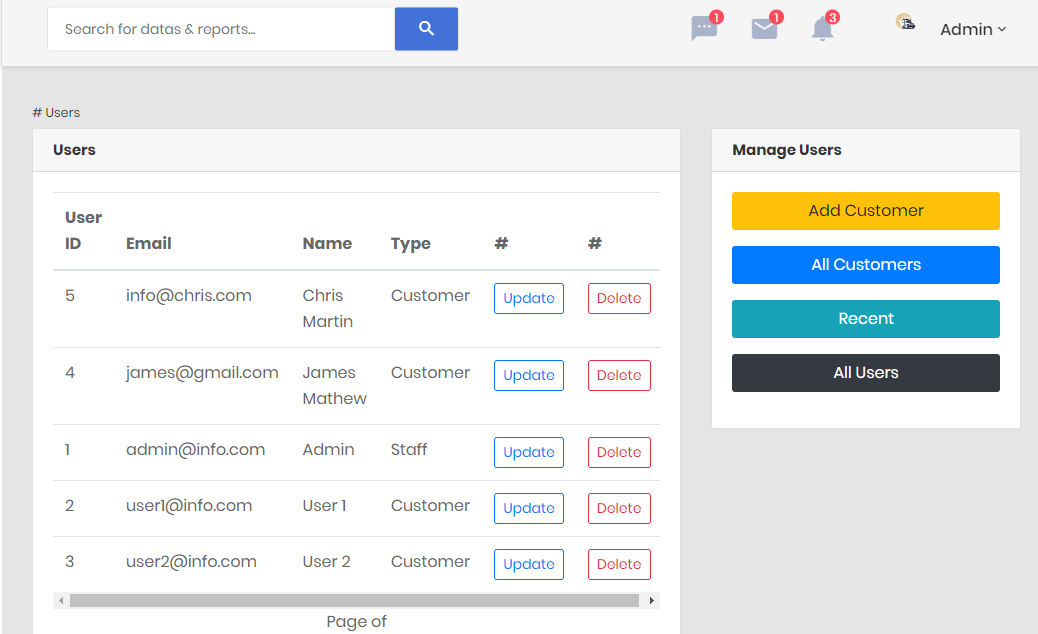 Search for datas & reports...
1
1
3
Admin
# Users
Users
User ID Email Name Type # #
5 info@chris.com Chris Martin Customer Update Delete
4 james@gmail.com James Mathew Customer Update Delete
1 admin@info.com Admin Staff Update Delete
2 user1@info.com User 1 Customer Update Delete
3 user2@info.com User 2 Customer Update Delete
Page of
Manage Users
Add Customer
All Customers
Recent
All Users